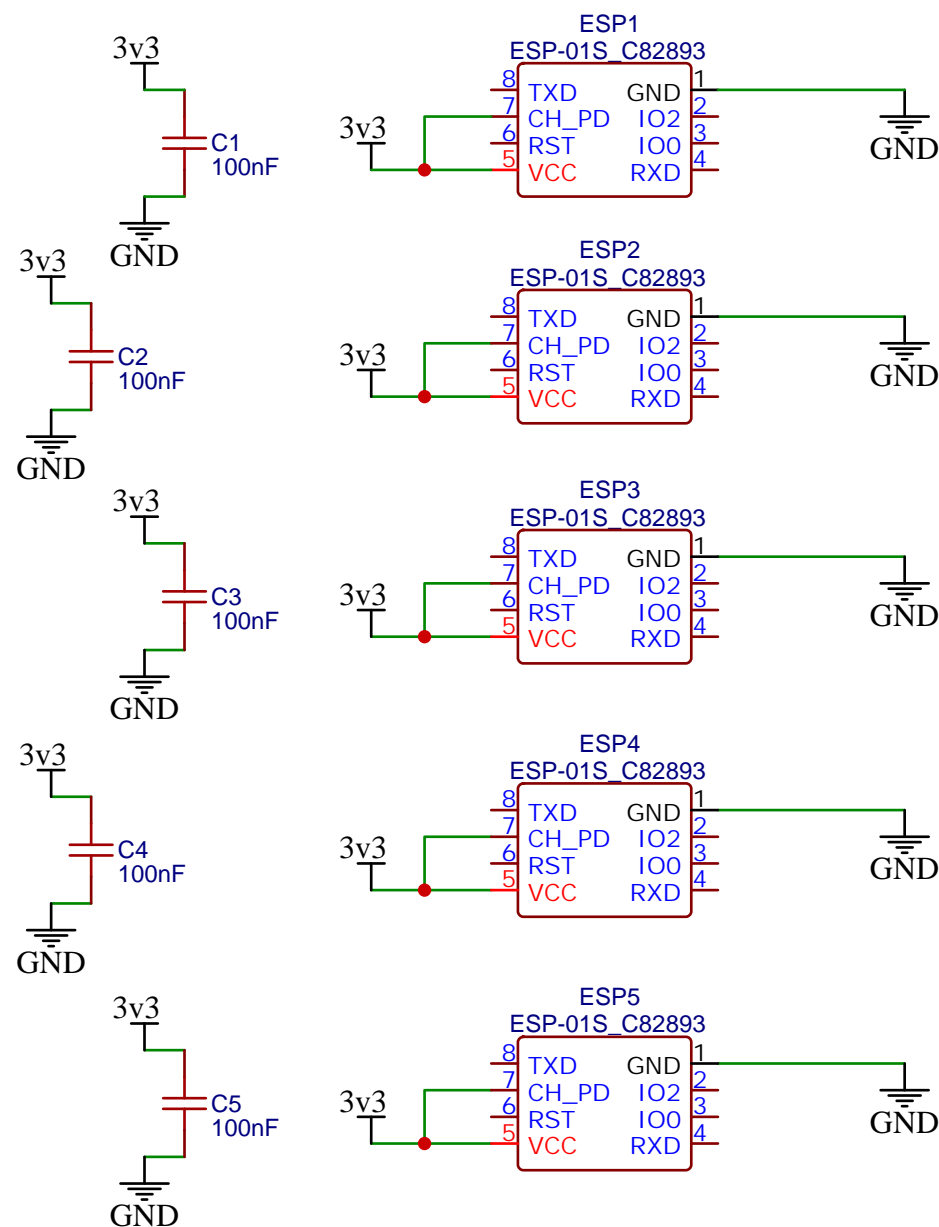 3v3
C1
100nF
GND
ESP1
ESP-01S_C82893
3v3
8 TXD GND 1
7 CH_PD IO2 2
6 RST IO0 3
5 VCC RXD 4
GND
3v3
C2
100nF
GND
ESP2
ESP-01S_C82893
3v3
8 TXD GND 1
7 CH_PD IO2 2
6 RST IO0 3
5 VCC RXD 4
GND
3v3
C3
100nF
GND
ESP3
ESP-01S_C82893
3v3
8 TXD GND 1
7 CH_PD IO2 2
6 RST IO0 3
5 VCC RXD 4
GND
3v3
C4
100nF
GND
ESP4
ESP-01S_C82893
3v3
8 TXD GND 1
7 CH_PD IO2 2
6 RST IO0 3
5 VCC RXD 4
GND
3v3
C5
100nF
GND
ESP5
ESP-01S_C82893
3v3
8 TXD GND 1
7 CH_PD IO2 2
6 RST IO0 3
5 VCC RXD 4
GND